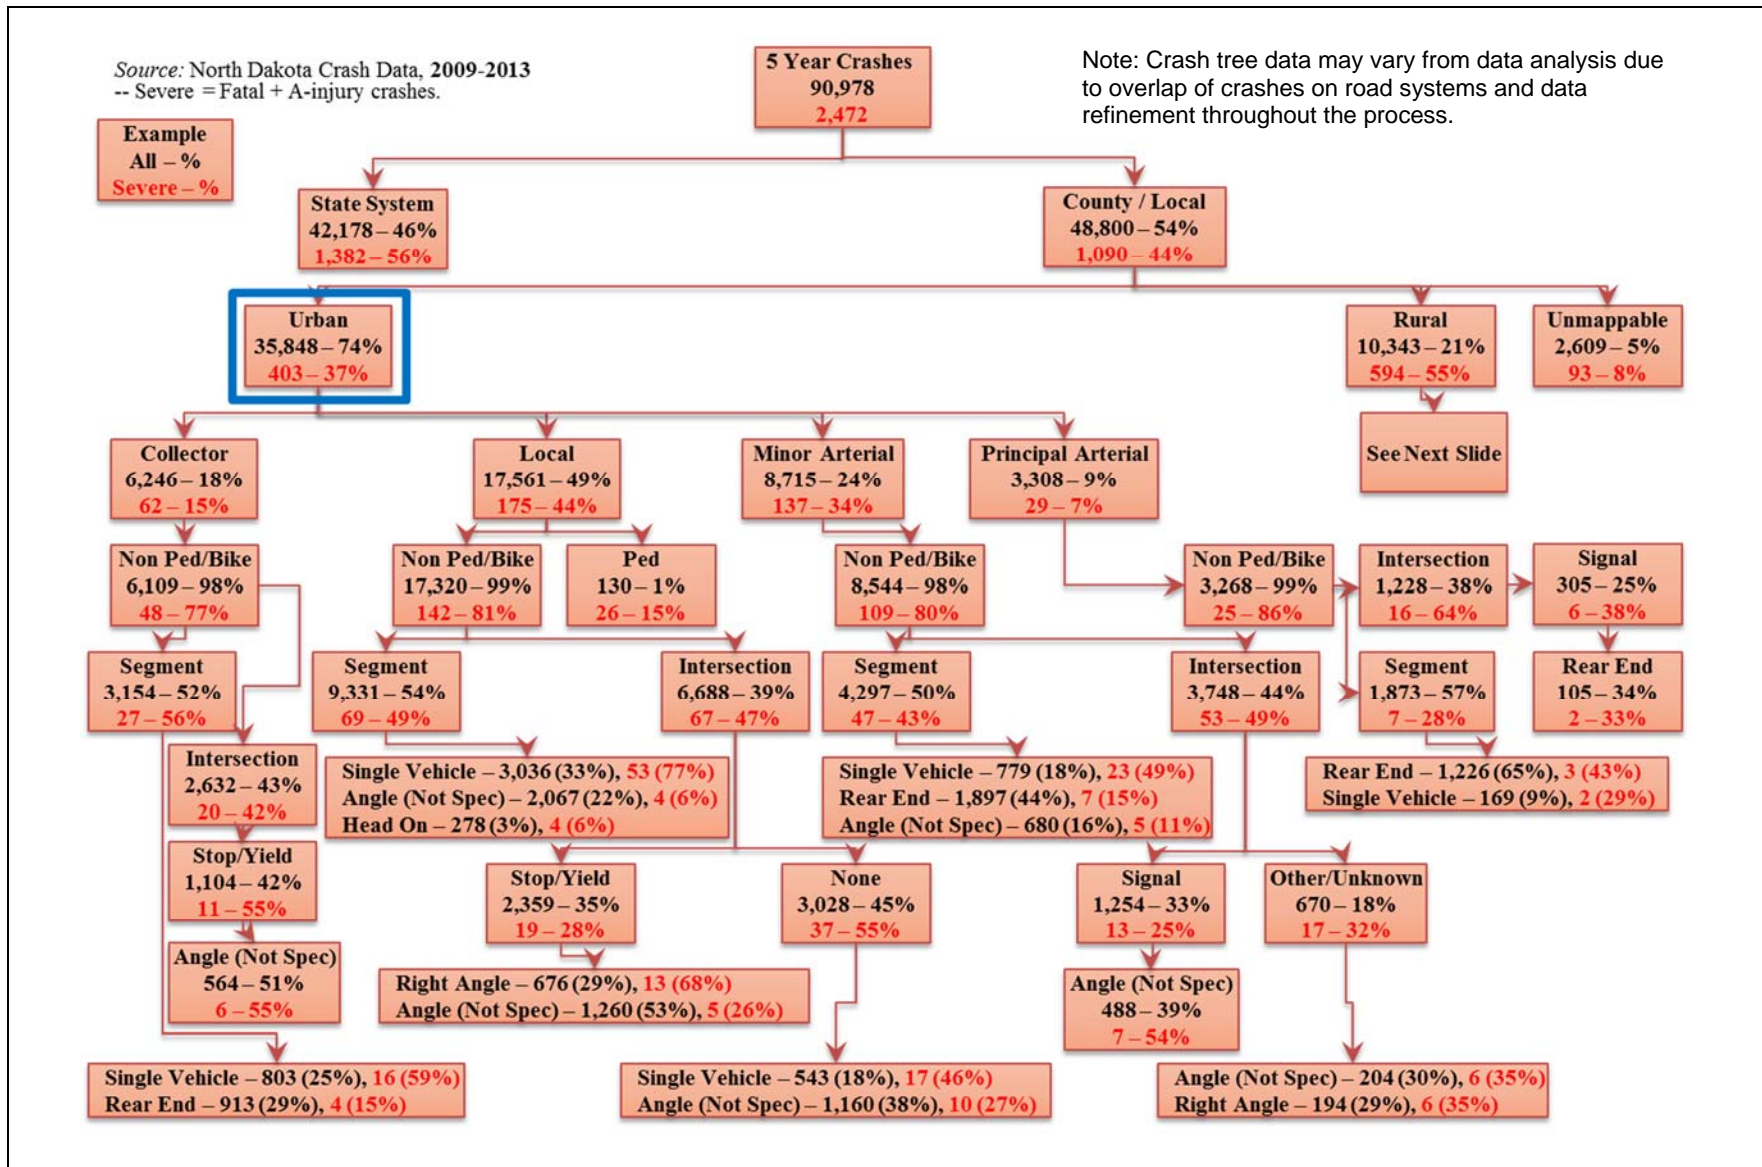 Source: North Dakota Crash Data, 2009-2013
-- Severe = Fatal + A-injury crashes.
5 Year Crashes
90,978
2,472
Note: Crash tree data may vary from data analysis due
to overlap of crashes on road systems and data
refinement throughout the process.
Example
All – %
Severe – %
State System
42,178 – 46%
1,382 – 56%
County / Local
48,800 – 54%
1,090 – 44%
Urban
35,848 – 74%
403 – 37%
Rural
10,343 – 21%
594 – 55%
Unmappable
2,609 – 5%
93 – 8%
Collector
6,246 – 18%
62 – 15%
Local
17,561 – 49%
175 – 44%
Minor Arterial
8,715 – 24%
137 – 34%
Principal Arterial
3,308 – 9%
29 – 7%
See Next Slide
Non Ped/Bike
6,109 – 98%
48 – 77%
Non Ped/Bike
17,320 – 99%
142 – 81%
Ped
130 – 1%
26 – 15%
Non Ped/Bike
8,544 – 98%
109 – 80%
Non Ped/Bike
3,268 – 99%
25 – 86%
Intersection
1,228 – 38%
16 – 64%
Signal
305 – 25%
6 – 38%
Segment
3,154 – 52%
27 – 56%
Segment
9,331 – 54%
69 – 49%
Intersection
6,688 – 39%
67 – 47%
Segment
4,297 – 50%
47 – 43%
Intersection
3,748 – 44%
53 – 49%
Segment
1,873 – 57%
7 – 28%
Rear End
105 – 34%
2 – 33%
Intersection
2,632 – 43%
20 – 42%
Single Vehicle – 3,036 (33%), 53 (77%)
Angle (Not Spec) – 2,067 (22%), 4 (6%)
Head On – 278 (3%), 4 (6%)
Single Vehicle – 779 (18%), 23 (49%)
Rear End – 1,897 (44%), 7 (15%)
Angle (Not Spec) – 680 (16%), 5 (11%)
Rear End – 1,226 (65%), 3 (43%)
Single Vehicle – 169 (9%), 2 (29%)
Stop/Yield
1,104 – 42%
11 – 55%
Stop/Yield
2,359 – 35%
19 – 28%
None
3,028 – 45%
37 – 55%
Signal
1,254 – 33%
13 – 25%
Other/Unknown
670 – 18%
17 – 32%
Angle (Not Spec)
564 – 51%
6 – 55%
Right Angle – 676 (29%), 13 (68%)
Angle (Not Spec) – 1,260 (53%), 5 (26%)
Angle (Not Spec)
488 – 39%
7 – 54%
Single Vehicle – 803 (25%), 16 (59%)
Rear End – 913 (29%), 4 (15%)
Single Vehicle – 543 (18%), 17 (46%)
Angle (Not Spec) – 1,160 (38%), 10 (27%)
Angle (Not Spec) – 204 (30%), 6 (35%)
Right Angle – 194 (29%), 6 (35%)